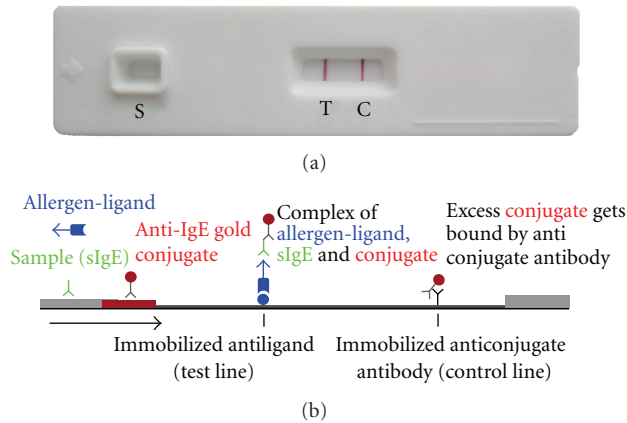 S
T C
(a)
Allergen-ligand
Sample (sIgE)
Anti-IgE gold
conjugate
Complex of
allergen-ligand,
sIgE and conjugate
Excess conjugate gets
bound by anti
conjugate antibody
Immobilized antiligand
(test line)
Immobilized anticonjugate
antibody (control line)
(b)